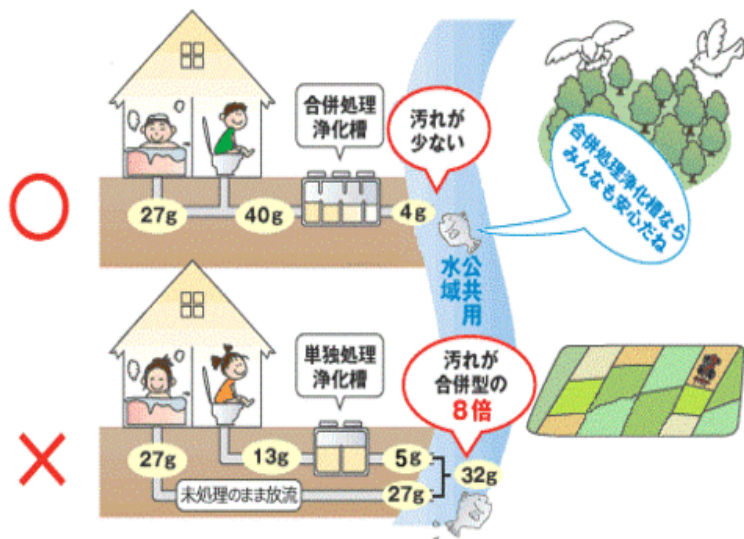 合併処理
浄化槽
汚れが
少ない
27g
40g
4g
合併処理浄化槽なら
みんなも安心だね
公共用
水域
単独処理
浄化槽
汚れが
合併型の
8倍
27g
13g
5g
32g
未処理のまま放流
27g